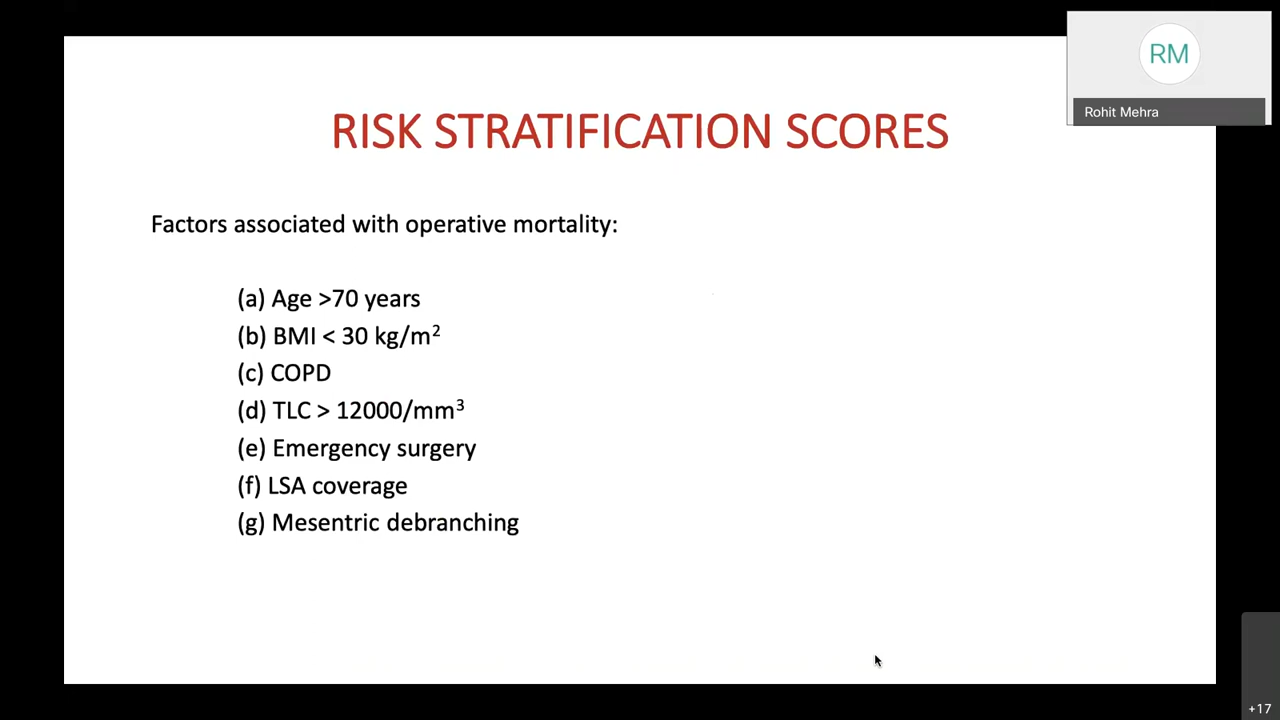 RM
Rohit Mehra
RISK STRATIFICATION SCORES
Factors associated with operative mortality:
(a) Age >70 years
(b) BMI < 30 kg/m²
(c) COPD
(d) TLC > 12000/mm³
(e) Emergency surgery
(f) LSA coverage
(g) Mesentric debranching
+17